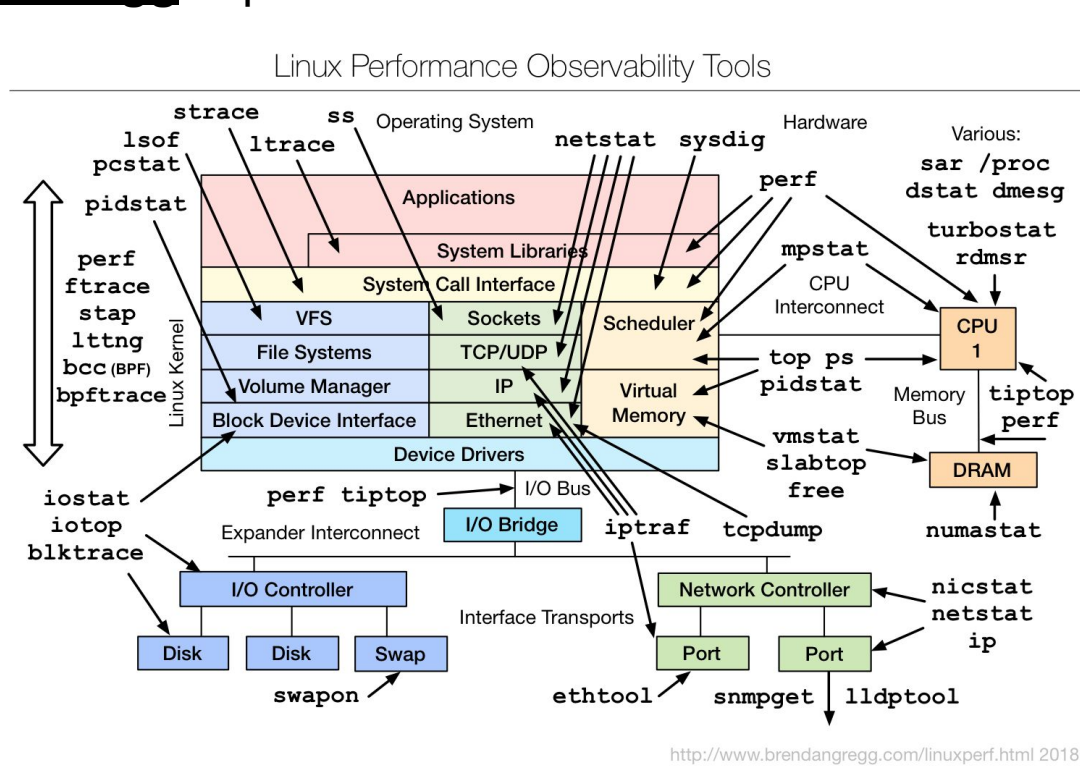 Linux Performance Observability Tools
strace
ss
Operating System
Hardware
Various:
lsof
pcstat
ltrace
netstat
sysdig
sar /proc
dstat dmesg
perf
pidstat
Applications
turbostat
rdmsr
mpstat
System Libraries
CPU
Interconnect
perf
ftrace
stap
lttng
bcc (BPF)
bpftrace
Linux Kernel
System Call Interface
VFS
Sockets
Scheduler
CPU
1
File Systems
TCP/UDP
top ps
pidstat
Volume Manager
IP
Virtual
Memory
Memory
Bus
tiptop
perf
Block Device Interface
Ethernet
vmstat
slabtop
free
Device Drivers
DRAM
iostat
iotop
blktrace
perf tiptop
I/O Bus
I/O Bridge
iptraf
tcpdump
numastat
Expander Interconnect
I/O Controller
Network Controller
nicstat
netstat
ip
Interface Transports
Disk
Disk
Swap
Port
Port
swapon
ethtool
snmpget
lldptool
http://www.brendangregg.com/linuxperf.html 2018